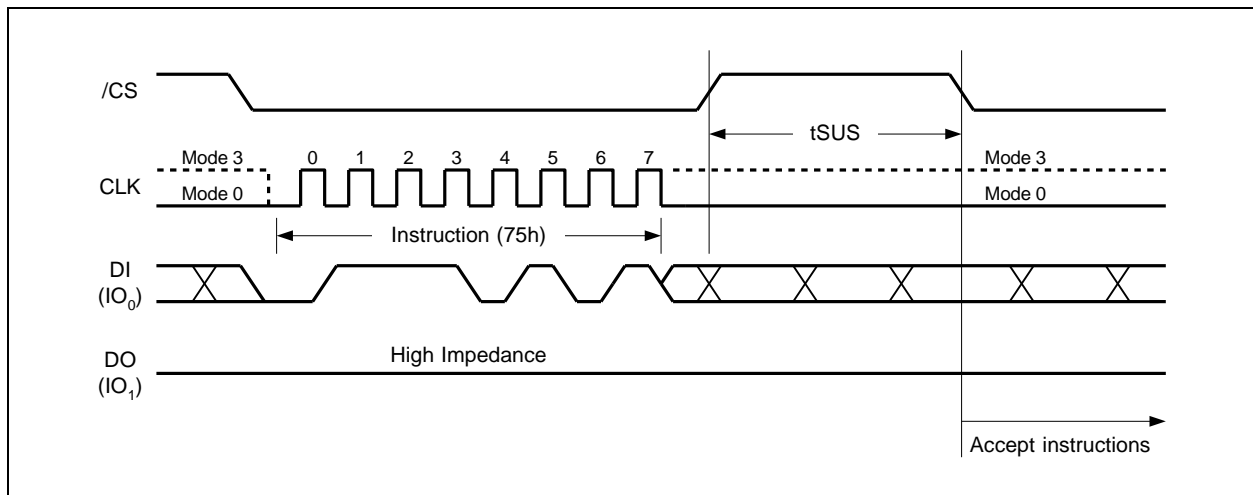 /CS
tSUS
Mode 3 0 1 2 3 4 5 6 7 Mode 3
CLK
Mode 0 Mode 0
Instruction (75h)
DI
(IO₀)
High Impedance
DO
(IO₁)
Accept instructions